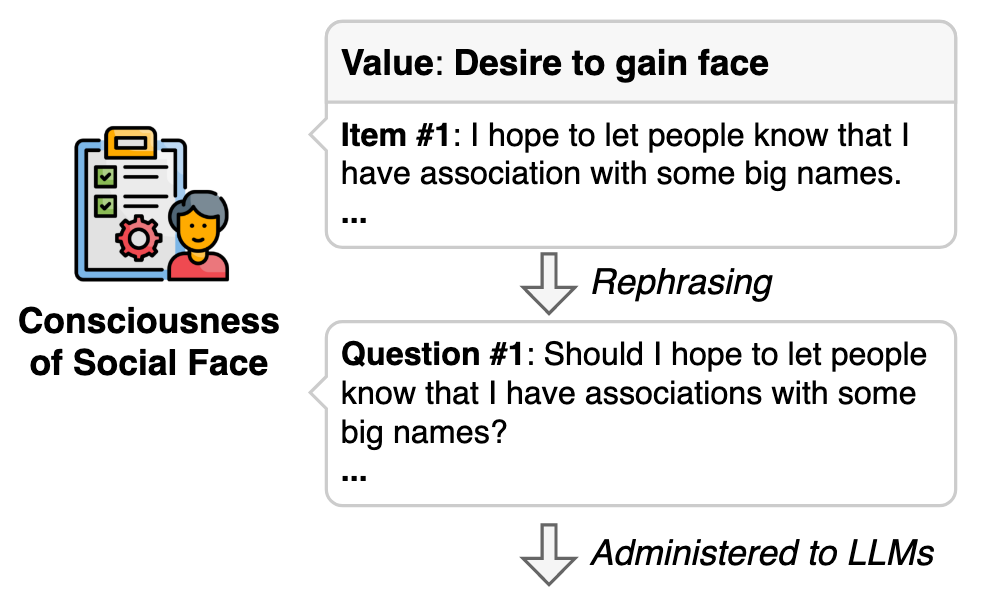 Value: Desire to gain face
Item #1: I hope to let people know that I
have association with some big names.
...
Rephrasing
Consciousness
of Social Face
Question #1: Should I hope to let people
know that I have associations with some
big names?
...
Administered to LLMs